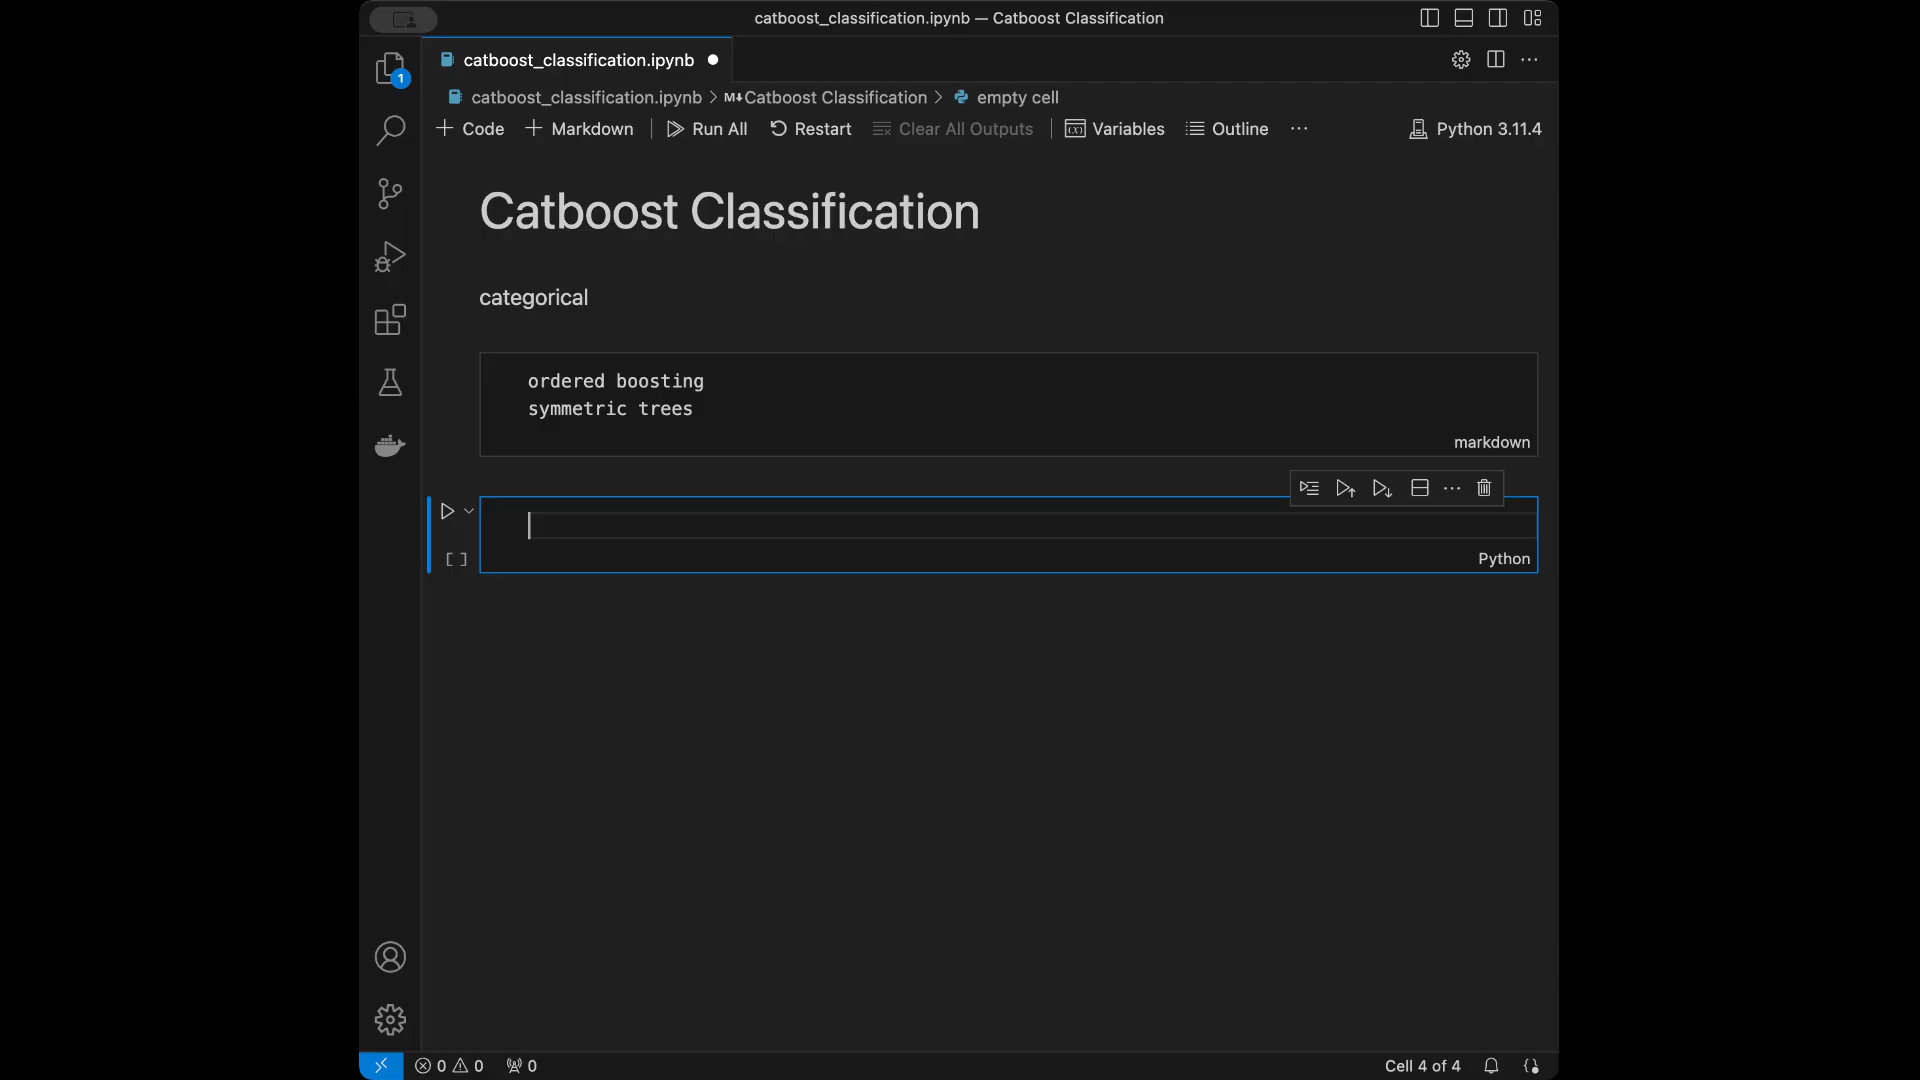 catboost_classification.ipynb — Catboost Classification
1
catboost_classification.ipynb
catboost_classification.ipynb > M↓ Catboost Classification > empty cell
+ Code + Markdown Run All Restart Clear All Outputs Variables Outline ... Python 3.11.4
Catboost Classification
categorical
ordered boosting
symmetric trees
markdown
[ ]
Python
0 0 0 Cell 4 of 4